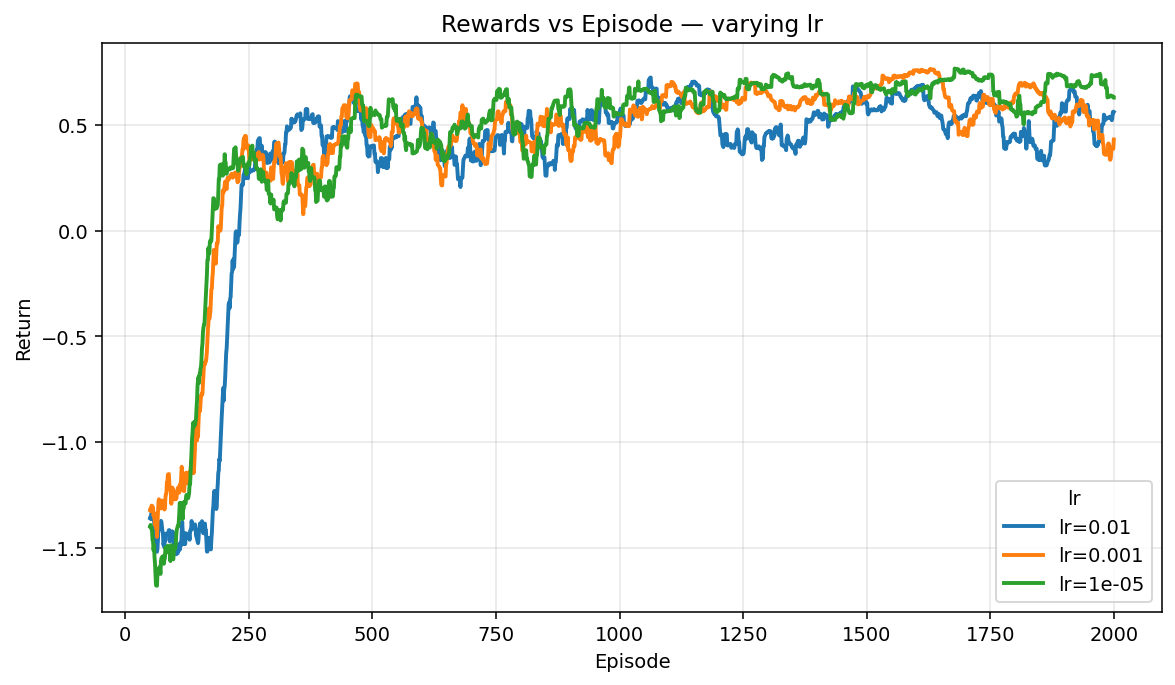 Rewards vs Episode — varying lr
Return
0.5
0.0
−0.5
−1.0
−1.5
0 250 500 750 1000 1250 1500 1750 2000
Episode
lr
lr=0.01
lr=0.001
lr=1e-05